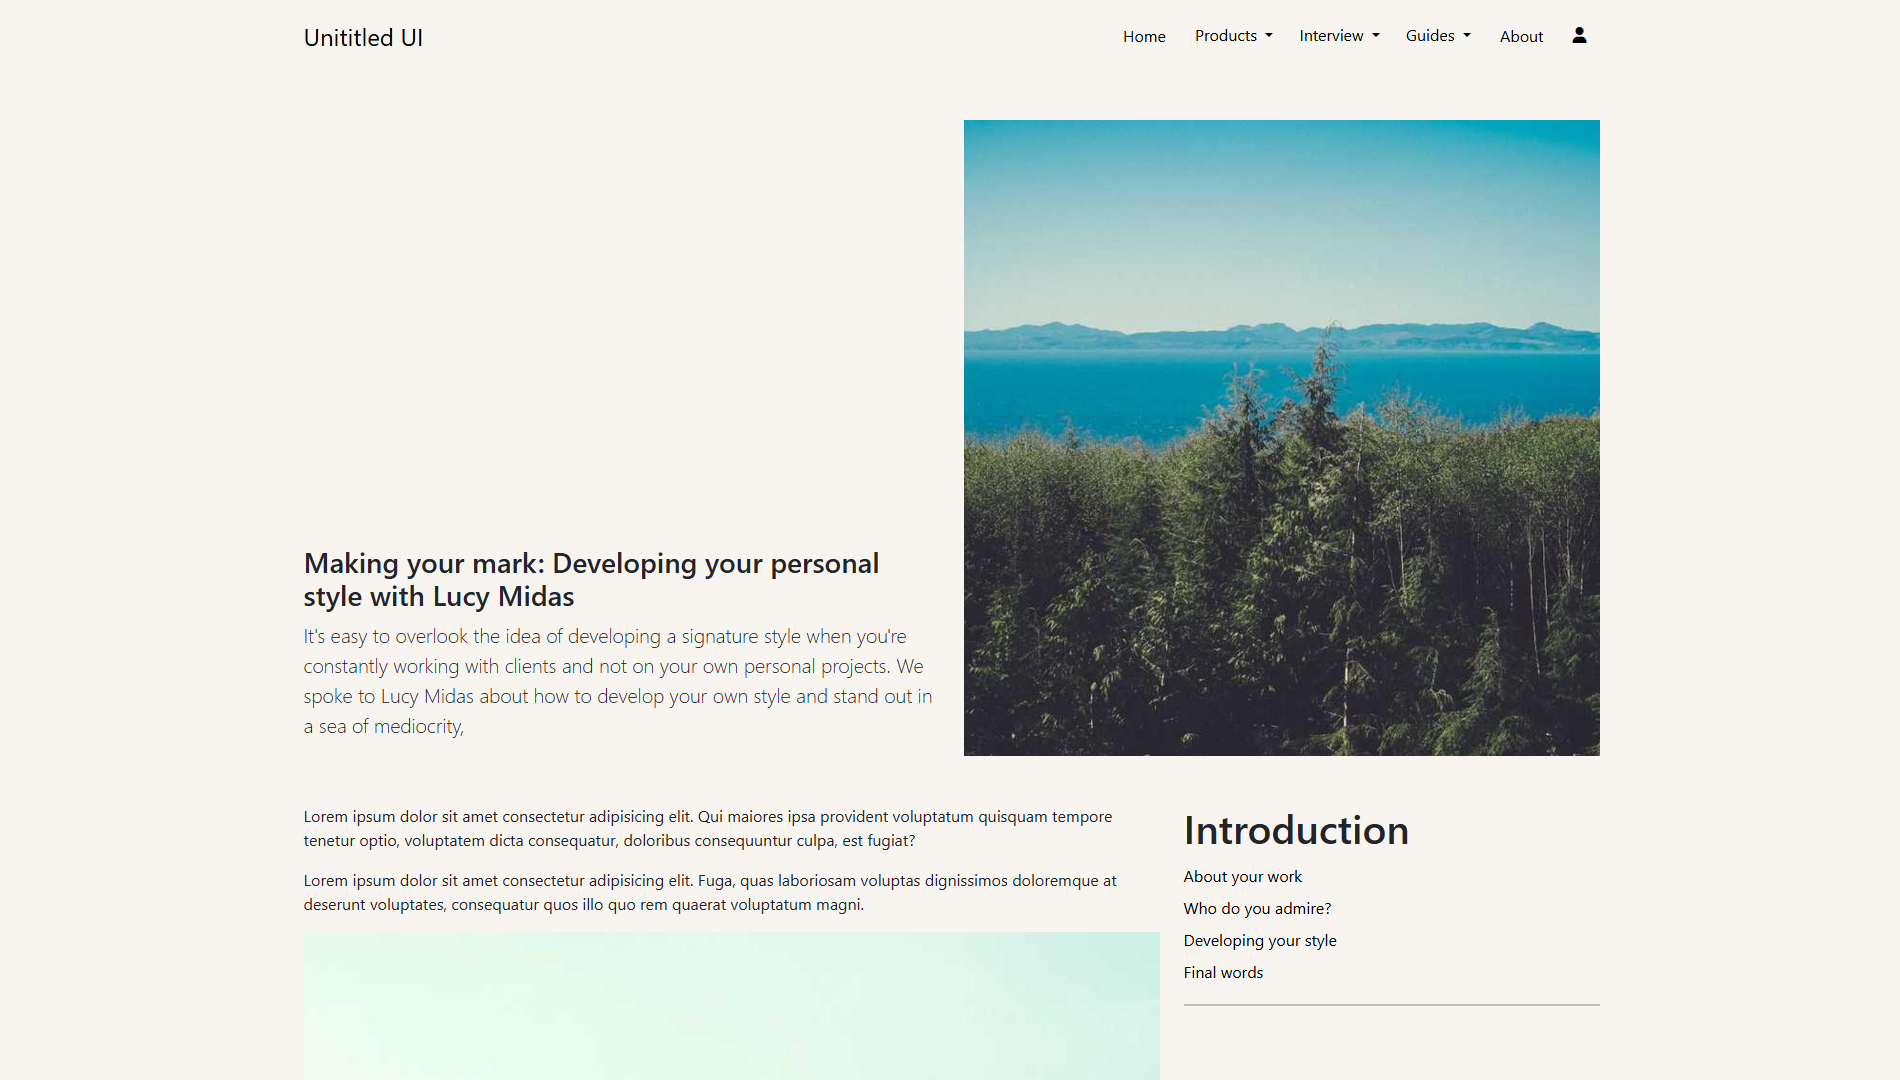 Unititled UI
Home Products Interview Guides About
Making your mark: Developing your personal
style with Lucy Midas
It's easy to overlook the idea of developing a signature style when you're
constantly working with clients and not on your own personal projects. We
spoke to Lucy Midas about how to develop your own style and stand out in
a sea of mediocrity,
Lorem ipsum dolor sit amet consectetur adipisicing elit. Qui maiores ipsa provident voluptatum quisquam tempore
tenetur optio, voluptatem dicta consequatur, doloribus consequuntur culpa, est fugiat?
Lorem ipsum dolor sit amet consectetur adipisicing elit. Fuga, quas laboriosam voluptas dignissimos doloremque at
deserunt voluptates, consequatur quos illo quo rem quaerat voluptatum magni.
Introduction
About your work
Who do you admire?
Developing your style
Final words